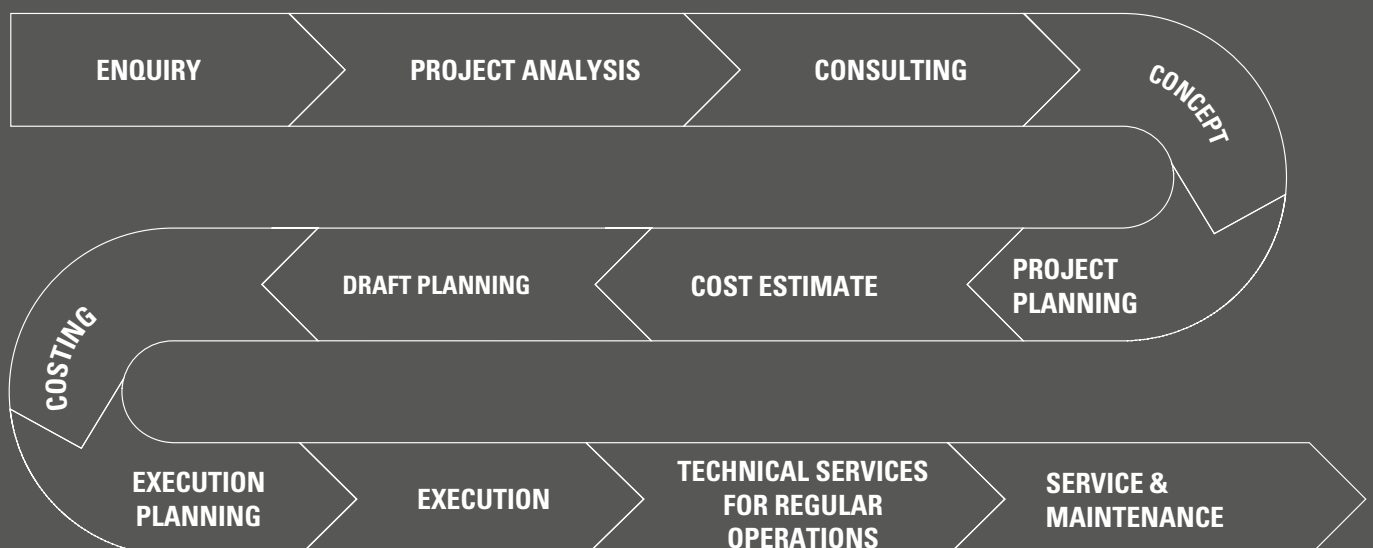 ENQUIRY
PROJECT ANALYSIS
CONSULTING
CONCEPT
PROJECT
PLANNING
COST ESTIMATE
DRAFT PLANNING
COSTING
EXECUTION
PLANNING
EXECUTION
TECHNICAL SERVICES
FOR REGULAR
OPERATIONS
SERVICE &
MAINTENANCE